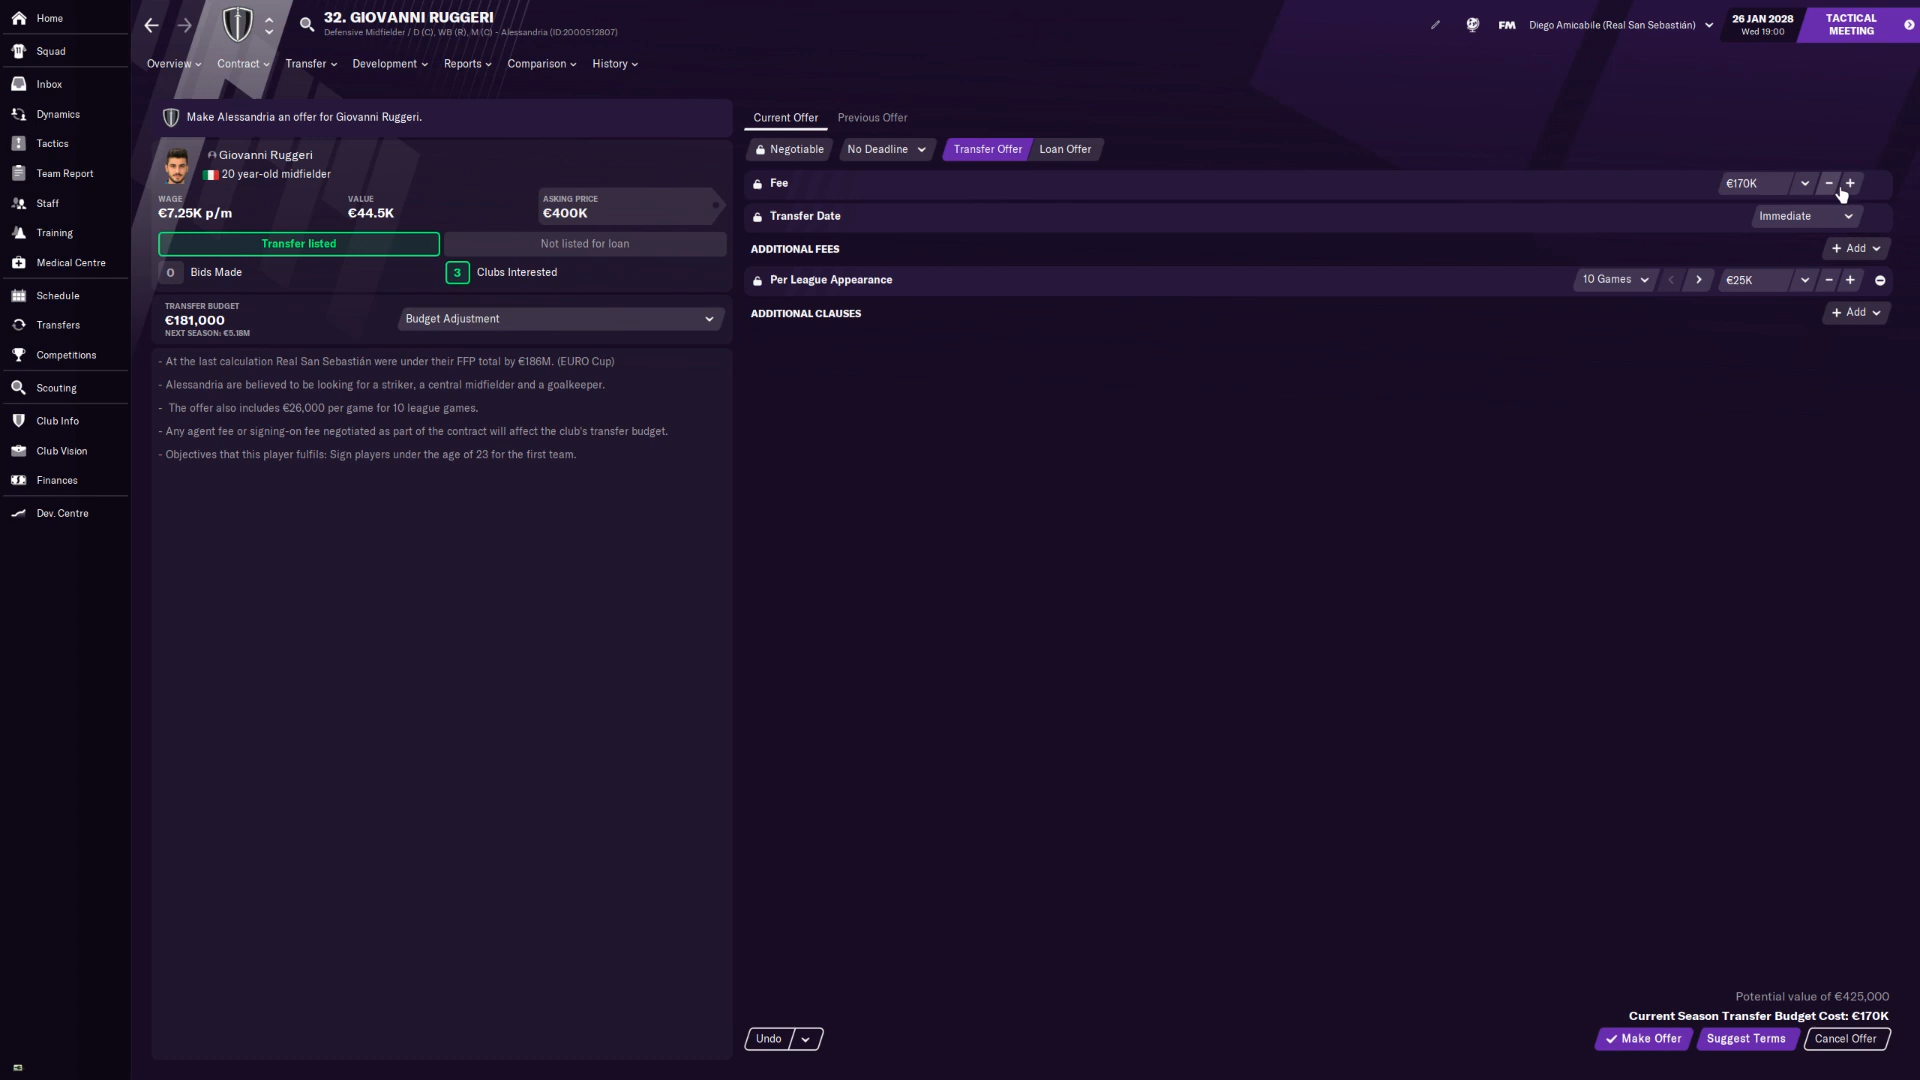 Home
Squad
Inbox
Dynamics
Tactics
Team Report
Staff
Training
Medical Centre
Schedule
Transfers
Competitions
Scouting
Club Info
Club Vision
Finances
Dev. Centre
32. GIOVANNI RUGGERI
Defensive Midfielder / D (C), WB (R), M (C) - Alessandria (ID:2000512807)
FM
Diego Amicabile (Real San Sebastián)
26 JAN 2028
Wed 19:00
TACTICAL MEETING
Overview
Contract
Transfer
Development
Reports
Comparison
History
Make Alessandria an offer for Giovanni Ruggeri.
Giovanni Ruggeri
20 year-old midfielder
WAGE
€7.25K p/m
VALUE
€44.5K
ASKING PRICE
€400K
Transfer listed
Not listed for loan
0 Bids Made
3 Clubs Interested
TRANSFER BUDGET
€181,000
NEXT SEASON: €5.18M
Budget Adjustment
- At the last calculation Real San Sebastián were under their FFP total by €186M. (EURO Cup)
- Alessandria are believed to be looking for a striker, a central midfielder and a goalkeeper.
- The offer also includes €26,000 per game for 10 league games.
- Any agent fee or signing-on fee negotiated as part of the contract will affect the club's transfer budget.
- Objectives that this player fulfils: Sign players under the age of 23 for the first team.
Current Offer
Previous Offer
Negotiable
No Deadline
Transfer Offer
Loan Offer
Fee
€170K
Transfer Date
Immediate
ADDITIONAL FEES
+ Add
Per League Appearance
10 Games
€25K
ADDITIONAL CLAUSES
+ Add
Potential value of €425,000
Current Season Transfer Budget Cost: €170K
Undo
Make Offer
Suggest Terms
Cancel Offer